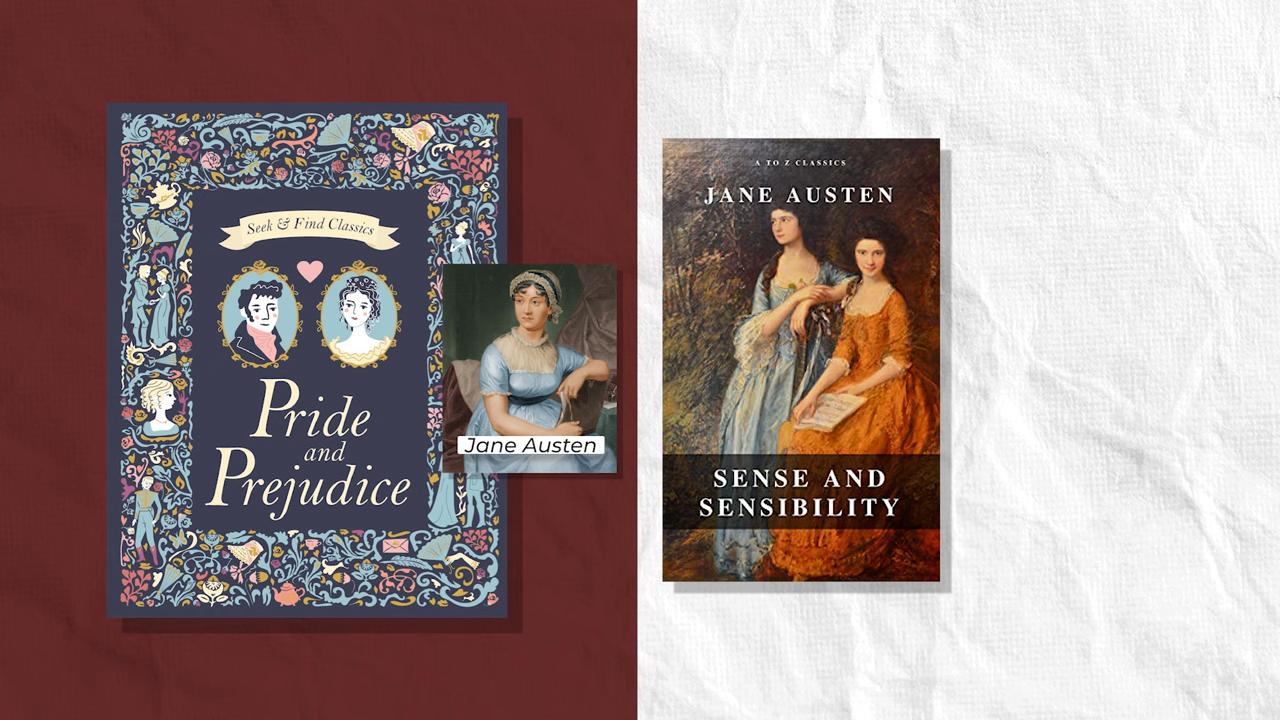 Seek & Find Classics
Pride
and
Prejudice
Jane Austen
A TO Z CLASSICS
JANE AUSTEN
SENSE AND
SENSIBILITY